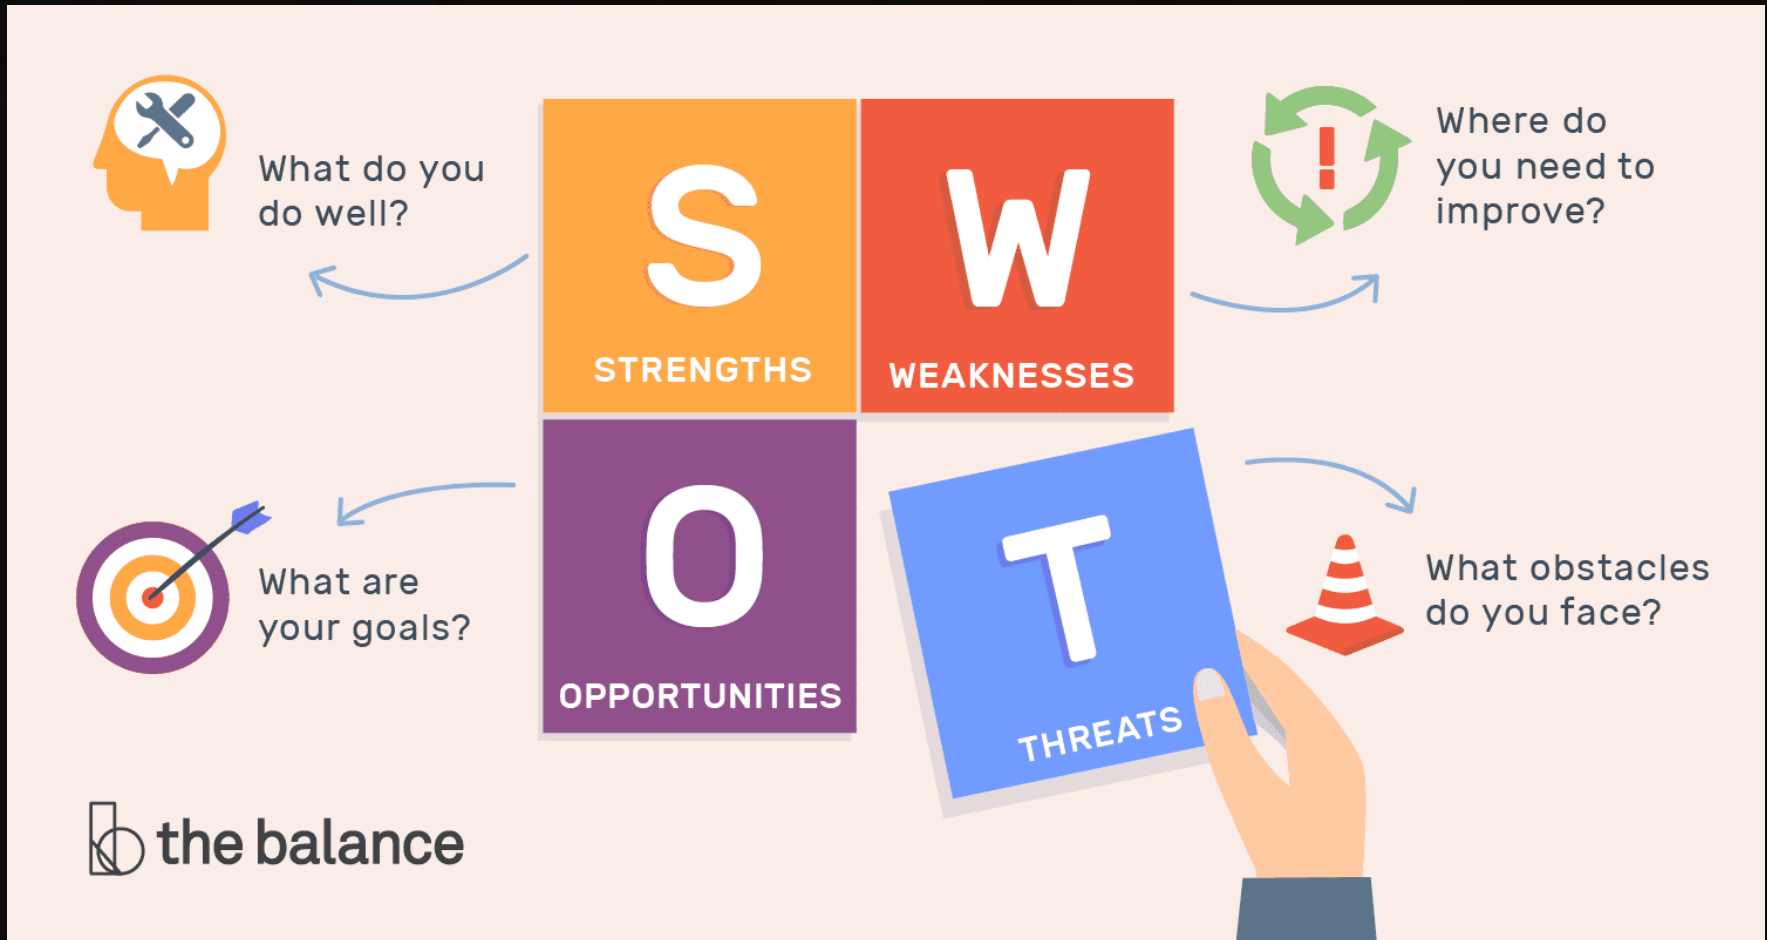 What do you
do well?
S
STRENGTHS
W
WEAKNESSES
Where do
you need to
improve?
What are
your goals?
O
OPPORTUNITIES
T
THREATS
What obstacles
do you face?
the balance